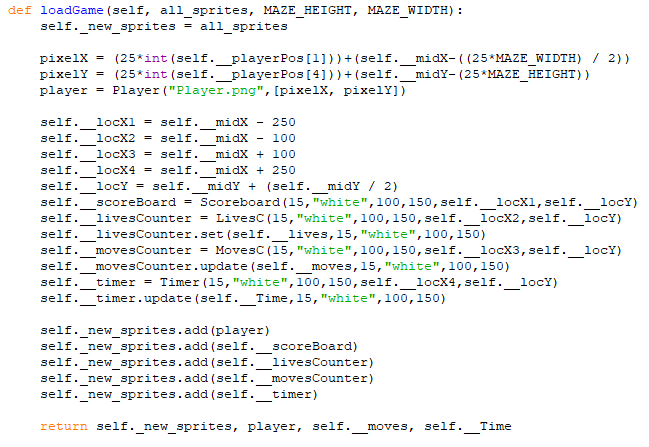 def loadGame(self, all_sprites, MAZE_HEIGHT, MAZE_WIDTH):
    self._new_sprites = all_sprites

    pixelX = (25*int(self.__playerPos[1]))+(self.__midX-((25*MAZE_WIDTH) / 2))
    pixelY = (25*int(self.__playerPos[4]))+(self.__midY-(25*MAZE_HEIGHT))
    player = Player("Player.png",[pixelX, pixelY])

    self.__locX1 = self.__midX - 250
    self.__locX2 = self.__midX - 100
    self.__locX3 = self.__midX + 100
    self.__locX4 = self.__midX + 250
    self.__locY = self.__midY + (self.__midY / 2)
    self.__scoreBoard = Scoreboard(15,"white",100,150,self.__locX1,self.__locY)
    self.__livesCounter = LivesC(15,"white",100,150,self.__locX2,self.__locY)
    self.__livesCounter.set(self.__lives,15,"white",100,150)
    self.__movesCounter = MovesC(15,"white",100,150,self.__locX3,self.__locY)
    self.__movesCounter.update(self.__moves,15,"white",100,150)
    self.__timer = Timer(15,"white",100,150,self.__locX4,self.__locY)
    self.__timer.update(self.__Time,15,"white",100,150)

    self._new_sprites.add(player)
    self._new_sprites.add(self.__scoreBoard)
    self._new_sprites.add(self.__livesCounter)
    self._new_sprites.add(self.__movesCounter)
    self._new_sprites.add(self.__timer)

    return self._new_sprites, player, self.__moves, self.__Time